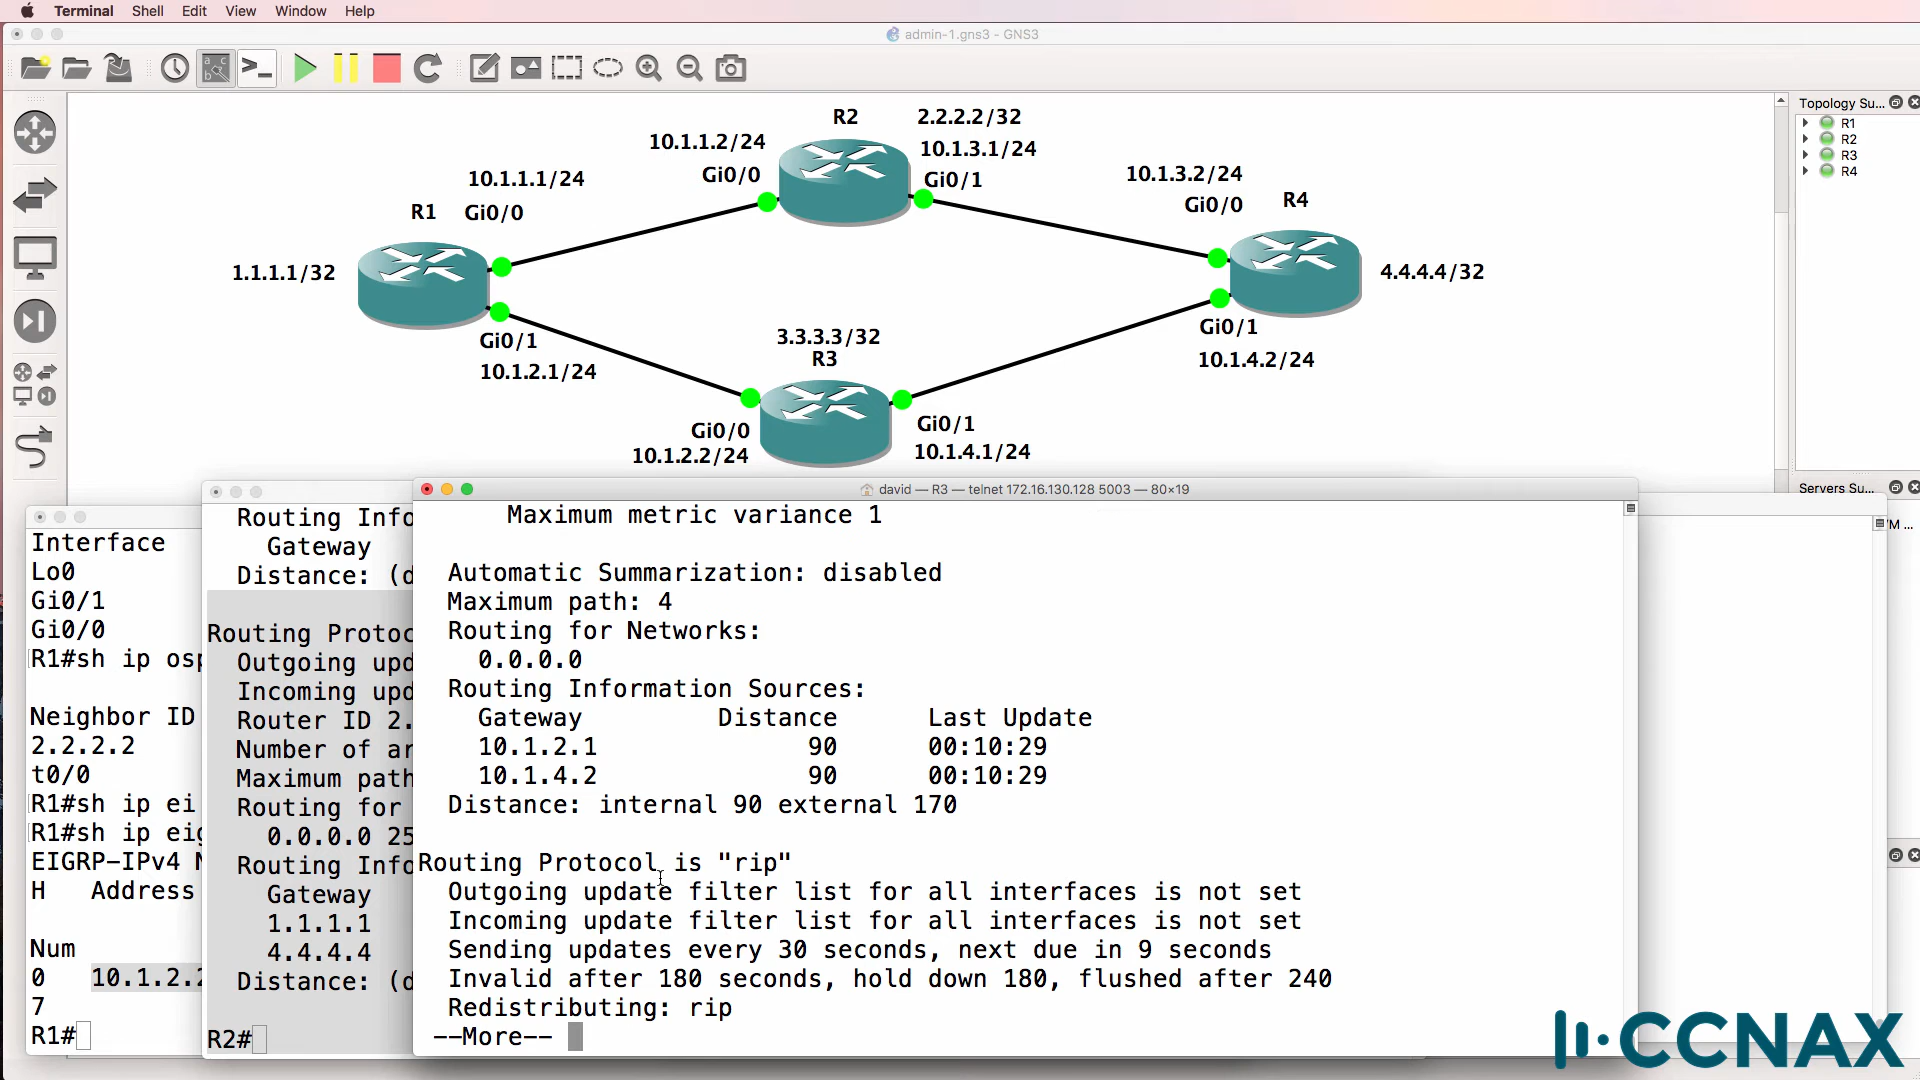 Terminal Shell Edit View Window Help
admin-1.gns3 - GNS3
R2
2.2.2.2/32
10.1.1.2/24
10.1.3.1/24
Gi0/0
Gi0/1
10.1.1.1/24
R1
Gi0/0
1.1.1.1/32
10.1.3.2/24
Gi0/0
R4
4.4.4.4/32
Gi0/1
10.1.2.1/24
3.3.3.3/32
R3
Gi0/1
10.1.4.2/24
Gi0/0
10.1.2.2/24
Gi0/1
10.1.4.1/24
Topology Su...
R1
R2
R3
R4
Servers Su...
M ...
Interface
Lo0
Gi0/1
Gi0/0
R1#sh ip osp
Neighbor ID
2.2.2.2
t0/0
R1#sh ip ei
R1#sh ip eig
EIGRP-IPv4 N
H Address
Num
0 10.1.2.2
7
R1#
Routing Info
Gateway
Distance: (d
Routing Protoc
Outgoing upd
Incoming upd
Router ID 2.
Number of ar
Maximum path
Routing for
0.0.0.0 25
Routing Info
Gateway
1.1.1.1
4.4.4.4
Distance: (d
R2#
david — R3 — telnet 172.16.130.128 5003 — 80×19
Maximum metric variance 1
Automatic Summarization: disabled
Maximum path: 4
Routing for Networks:
0.0.0.0
Routing Information Sources:
Gateway Distance Last Update
10.1.2.1 90 00:10:29
10.1.4.2 90 00:10:29
Distance: internal 90 external 170
Routing Protocol is "rip"
Outgoing update filter list for all interfaces is not set
Incoming update filter list for all interfaces is not set
Sending updates every 30 seconds, next due in 9 seconds
Invalid after 180 seconds, hold down 180, flushed after 240
Redistributing: rip
--More--
CCNAX